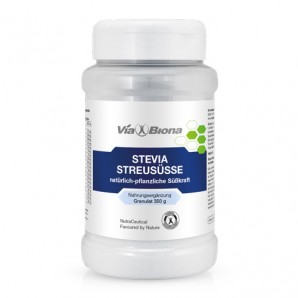 Via Biona
STEVIA
STREUSÜSSE
natürlich-pflanzliche Süßkraft
Nahrungsergänzung
Granulat 350 g
NutraCeutical
Favoured by Nature